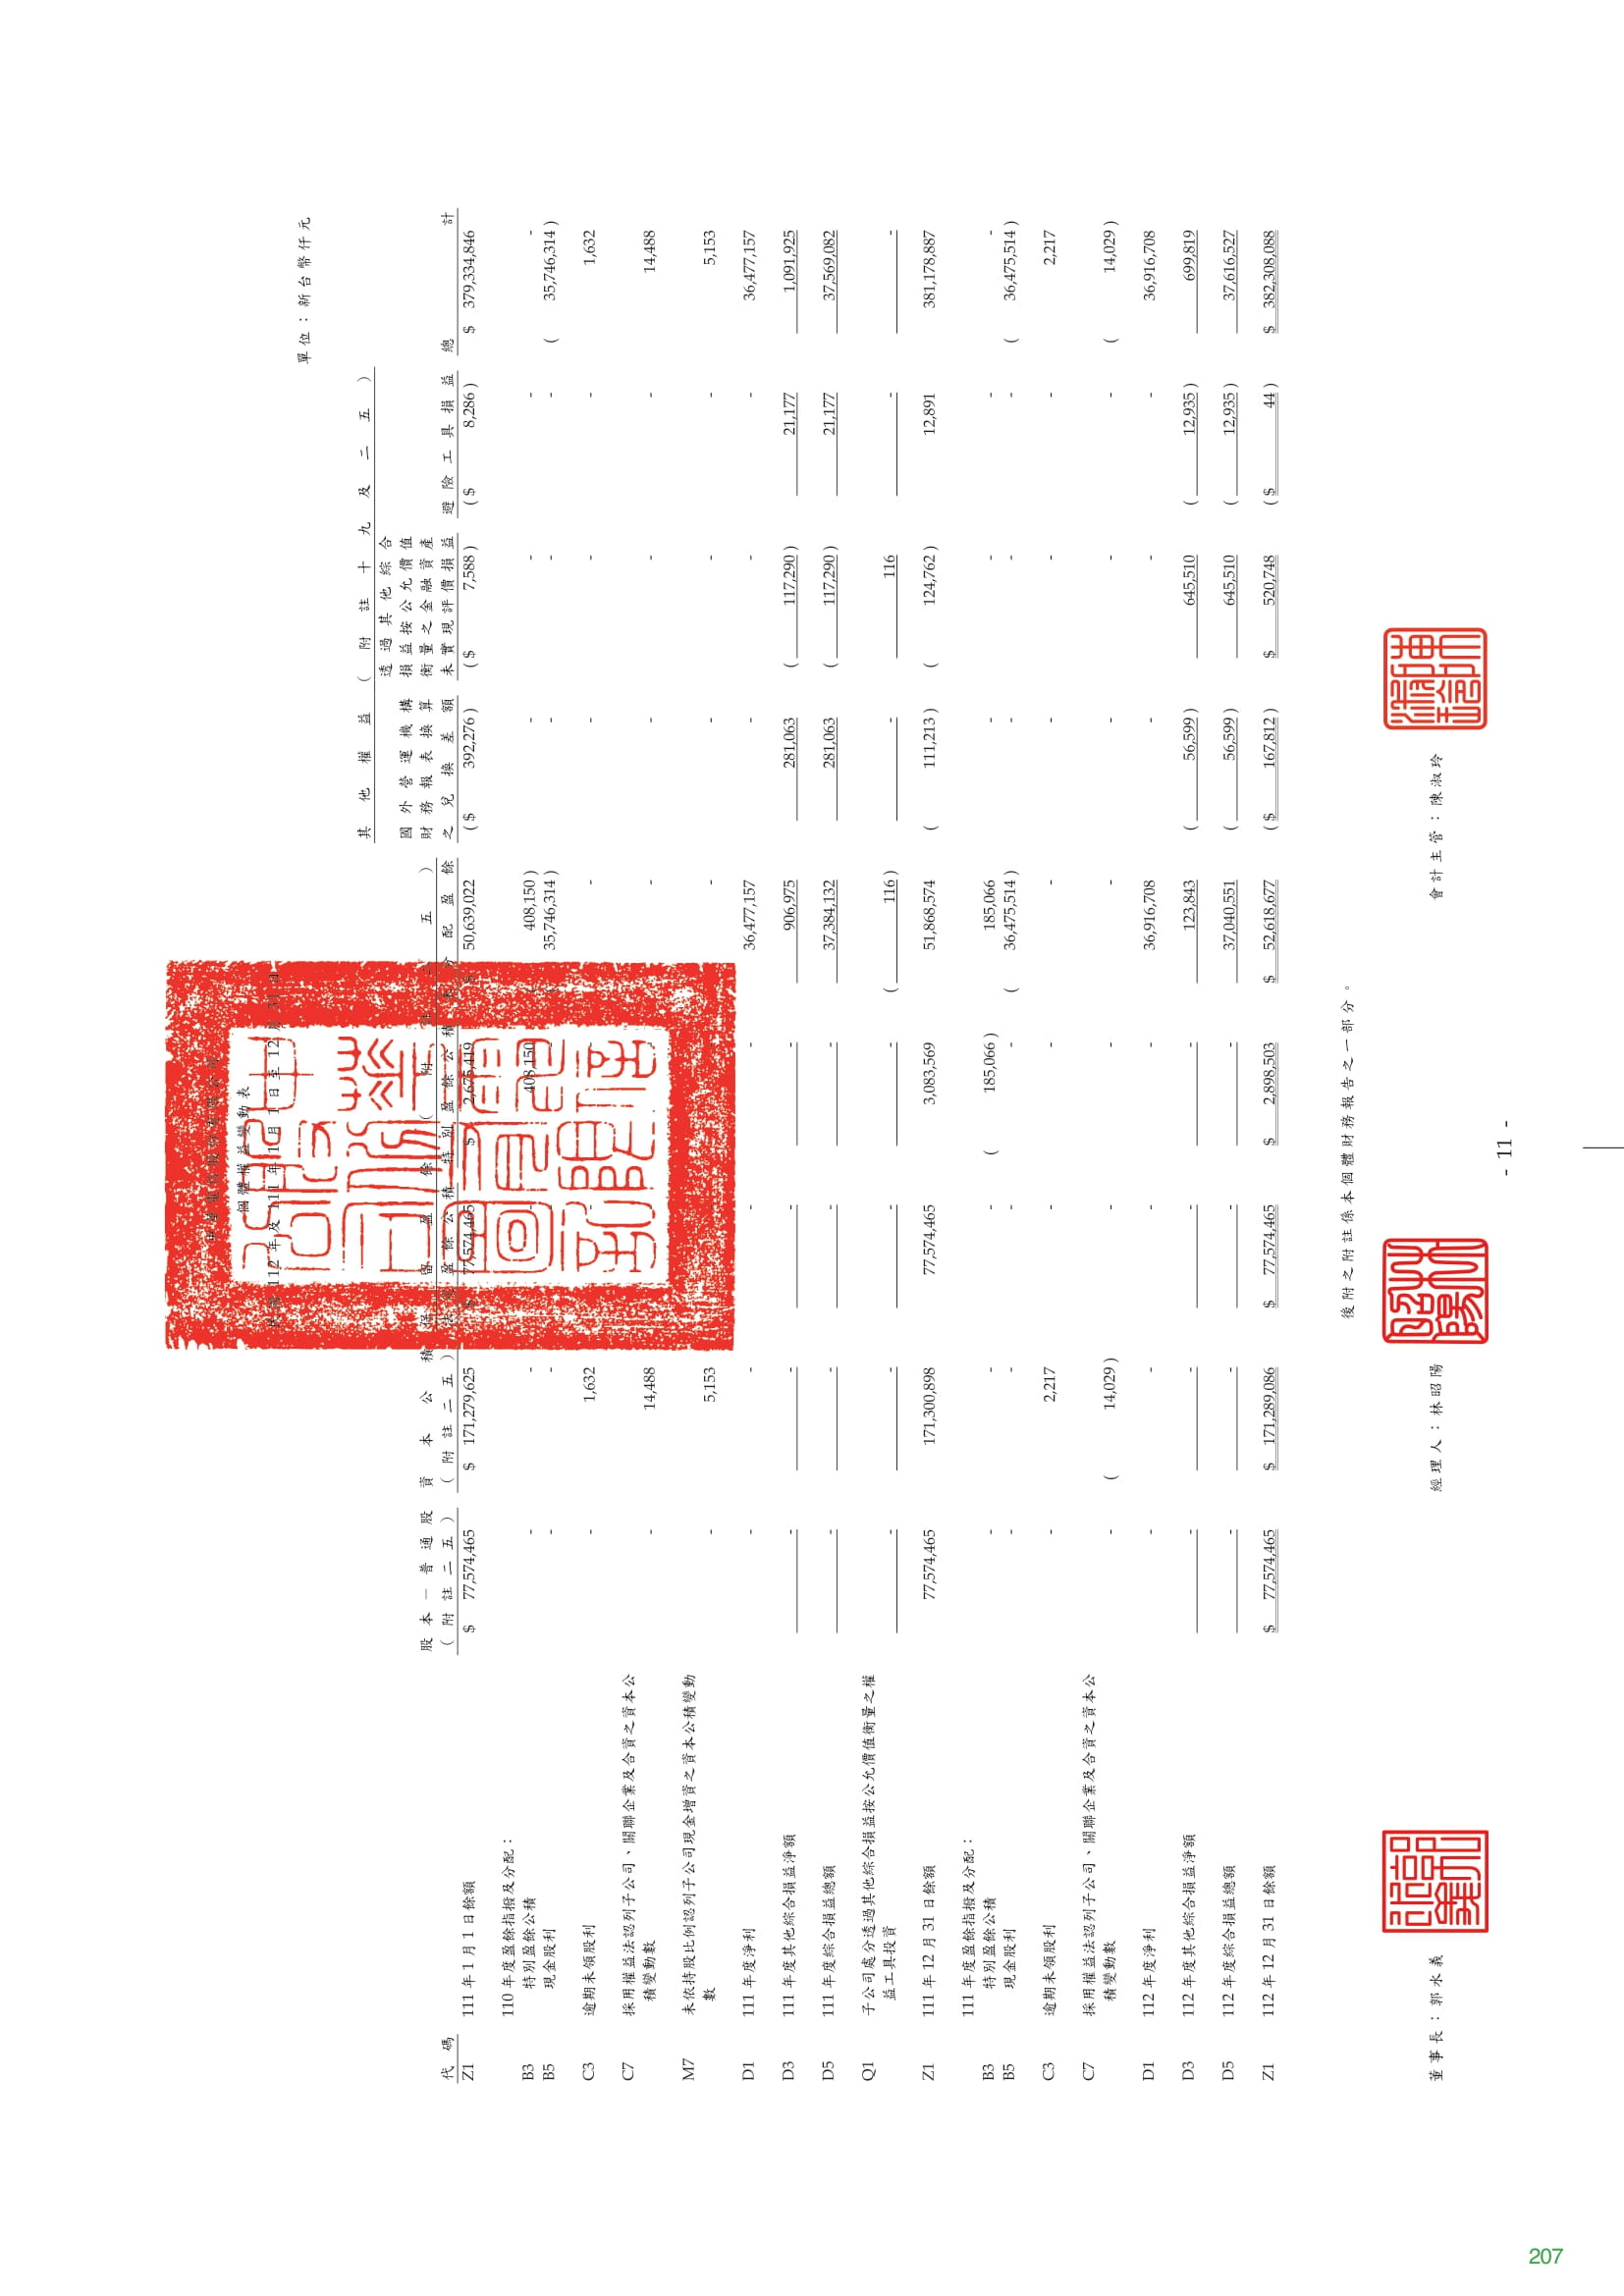 中華電信股份有限公司
個體權益變動表
民國 112 年及 111 年 1 月 1 日至 12 月 31 日
單位：新台幣仟元
其他權益（附註十九及二五）
透過其他綜合
國外營運機構 損益按公允價值
股本－普通股 資本公積 保留盈餘（附註二五） 財務報表換算 衡量之金融資產
代碼 （附註二五） （附註二五） 法定盈餘公積 特別盈餘公積 未分配盈餘 之兌換差額 未實現評價損益 避險工具損益 總計
Z1 111 年 1 月 1 日餘額 $ 77,574,465 $ 171,279,625 $ 77,574,465 $ 2,675,419 $ 50,639,022 ( $ 392,276 ) ( $ 7,588 ) ( $ 8,286 ) $ 379,334,846
110 年度盈餘指撥及分配：
B3 特別盈餘公積 - - - 408,150 ( 408,150 ) - - - -
B5 現金股利 - - - - ( 35,746,314 ) - - - ( 35,746,314 )
C3 逾期未領股利 - 1,632 - - - - - - 1,632
C7 採用權益法認列子公司、關聯企業及合資之資本公
積變動數 - 14,488 - - - - - - 14,488
M7 未依持股比例認列子公司現金增資之資本公積變動
數 - 5,153 - - - - - - 5,153
D1 111 年度淨利 - - - - 36,477,157 - - - 36,477,157
D3 111 年度其他綜合損益淨額 - - - - 906,975 281,063 ( 117,290 ) 21,177 1,091,925
D5 111 年度綜合損益總額 - - - - 37,384,132 281,063 ( 117,290 ) 21,177 37,569,082
Q1 子公司處分透過其他綜合損益按公允價值衡量之權
益工具投資 - - - - ( 116 ) - 116 - -
Z1 111 年 12 月 31 日餘額 77,574,465 171,300,898 77,574,465 3,083,569 51,868,574 ( 111,213 ) ( 124,762 ) 12,891 381,178,887
111 年度盈餘指撥及分配：
B3 特別盈餘公積 - - - ( 185,066 ) 185,066 - - - -
B5 現金股利 - - - - ( 36,475,514 ) - - - ( 36,475,514 )
C3 逾期未領股利 - 2,217 - - - - - - 2,217
C7 採用權益法認列子公司、關聯企業及合資之資本公
積變動數 - ( 14,029 ) - - - - - - ( 14,029 )
D1 112 年度淨利 - - - - 36,916,708 - - - 36,916,708
D3 112 年度其他綜合損益淨額 - - - - 123,843 ( 56,599 ) 645,510 ( 12,935 ) 699,819
D5 112 年度綜合損益總額 - - - - 37,040,551 ( 56,599 ) 645,510 ( 12,935 ) 37,616,527
Z1 112 年 12 月 31 日餘額 $ 77,574,465 $ 171,289,086 $ 77,574,465 $ 2,898,503 $ 52,618,677 ( $ 167,812 ) $ 520,748 ( $ 44 ) $ 382,308,088
後附之附註係本個體財務報告之一部分。
董事長：郭水義 經理人：林昭陽 會計主管：陳淑玲
- 11 -
207